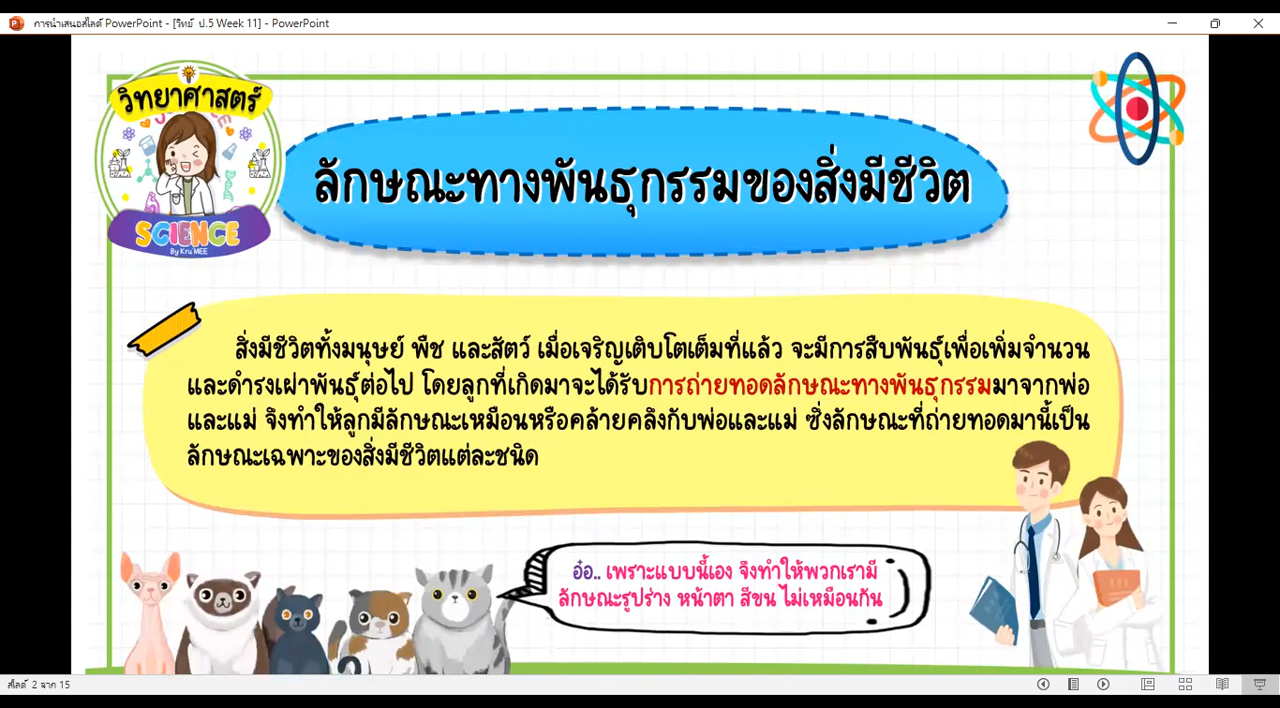 การนำเสนอสไลด์ PowerPoint - [วิทย์ ป.5 Week 11] - PowerPoint
วิทยาศาสตร์
SCIENCE
By Kru MEE
ลักษณะทางพันธุกรรมของสิ่งมีชีวิต
สิ่งมีชีวิตทั้งมนุษย์ พืช และสัตว์ เมื่อเจริญเติบโตเต็มที่แล้ว จะมีการสืบพันธุ์เพื่อเพิ่มจำนวน
และดำรงเผ่าพันธุ์ต่อไป โดยลูกที่เกิดมาจะได้รับการถ่ายทอดลักษณะทางพันธุกรรมมาจากพ่อ
และแม่ จึงทำให้ลูกมีลักษณะเหมือนหรือคล้ายคลึงกับพ่อและแม่ ซึ่งลักษณะที่ถ่ายทอดมานี้เป็น
ลักษณะเฉพาะของสิ่งมีชีวิตแต่ละชนิด
อ๋อ.. เพราะแบบนี้เอง จึงทำให้พวกเรามี
ลักษณะรูปร่าง หน้าตา สีขน ไม่เหมือนกัน
สไลด์ 2 จาก 15